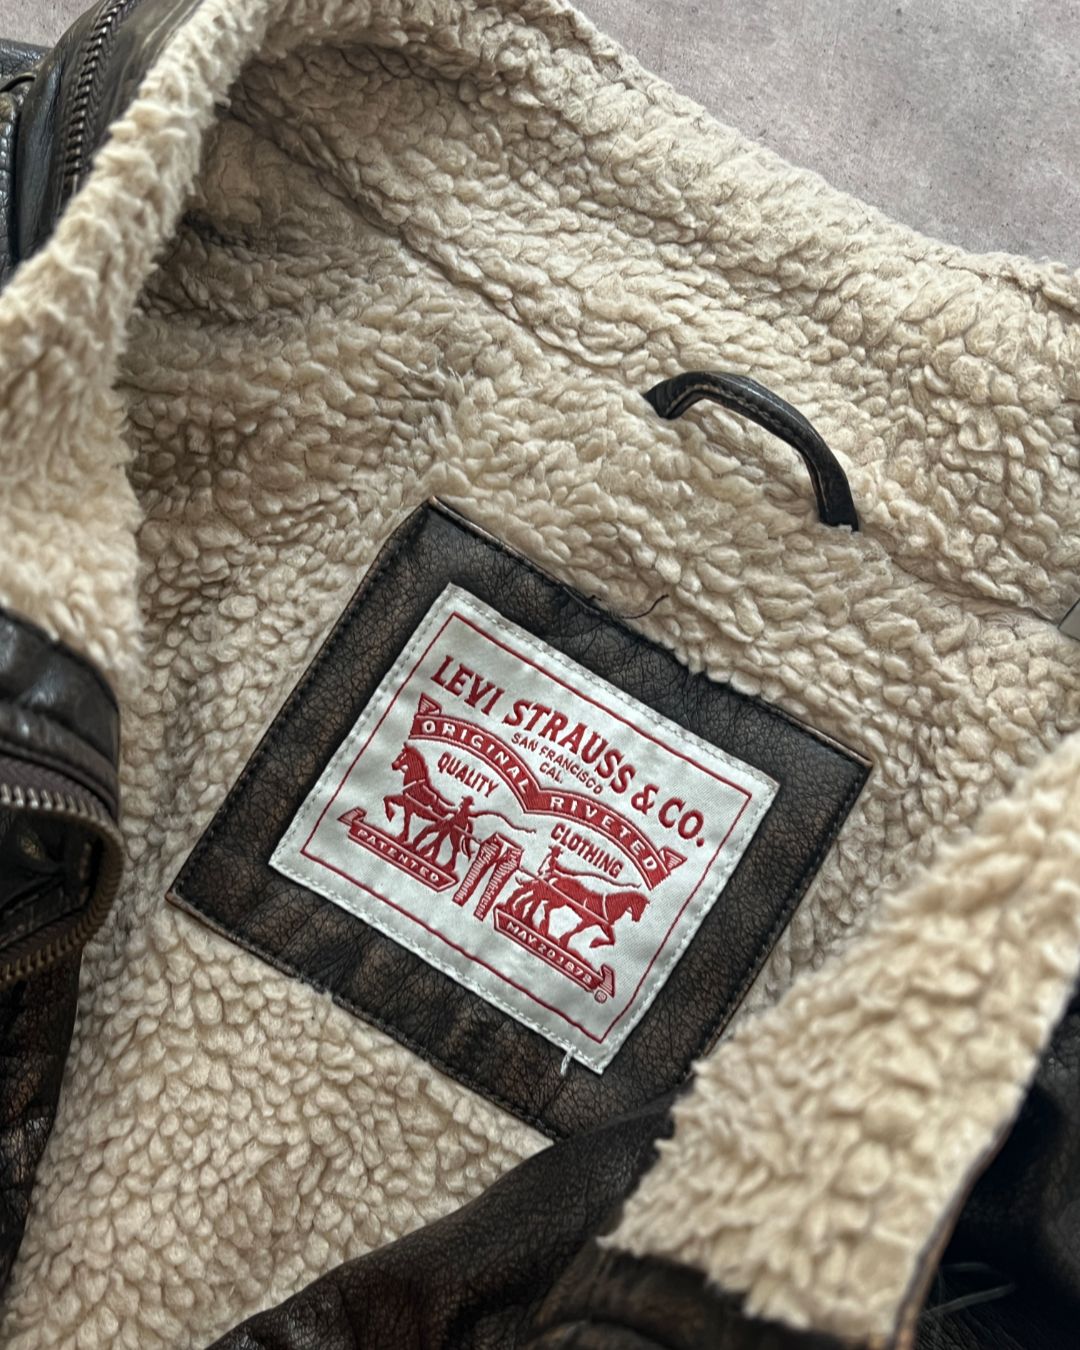 LEVI STRAUSS & CO.
SAN FRANCISCO
CAL.
ORIGINAL RIVETED
QUALITY CLOTHING
PATENTED MAY 20 1873
®